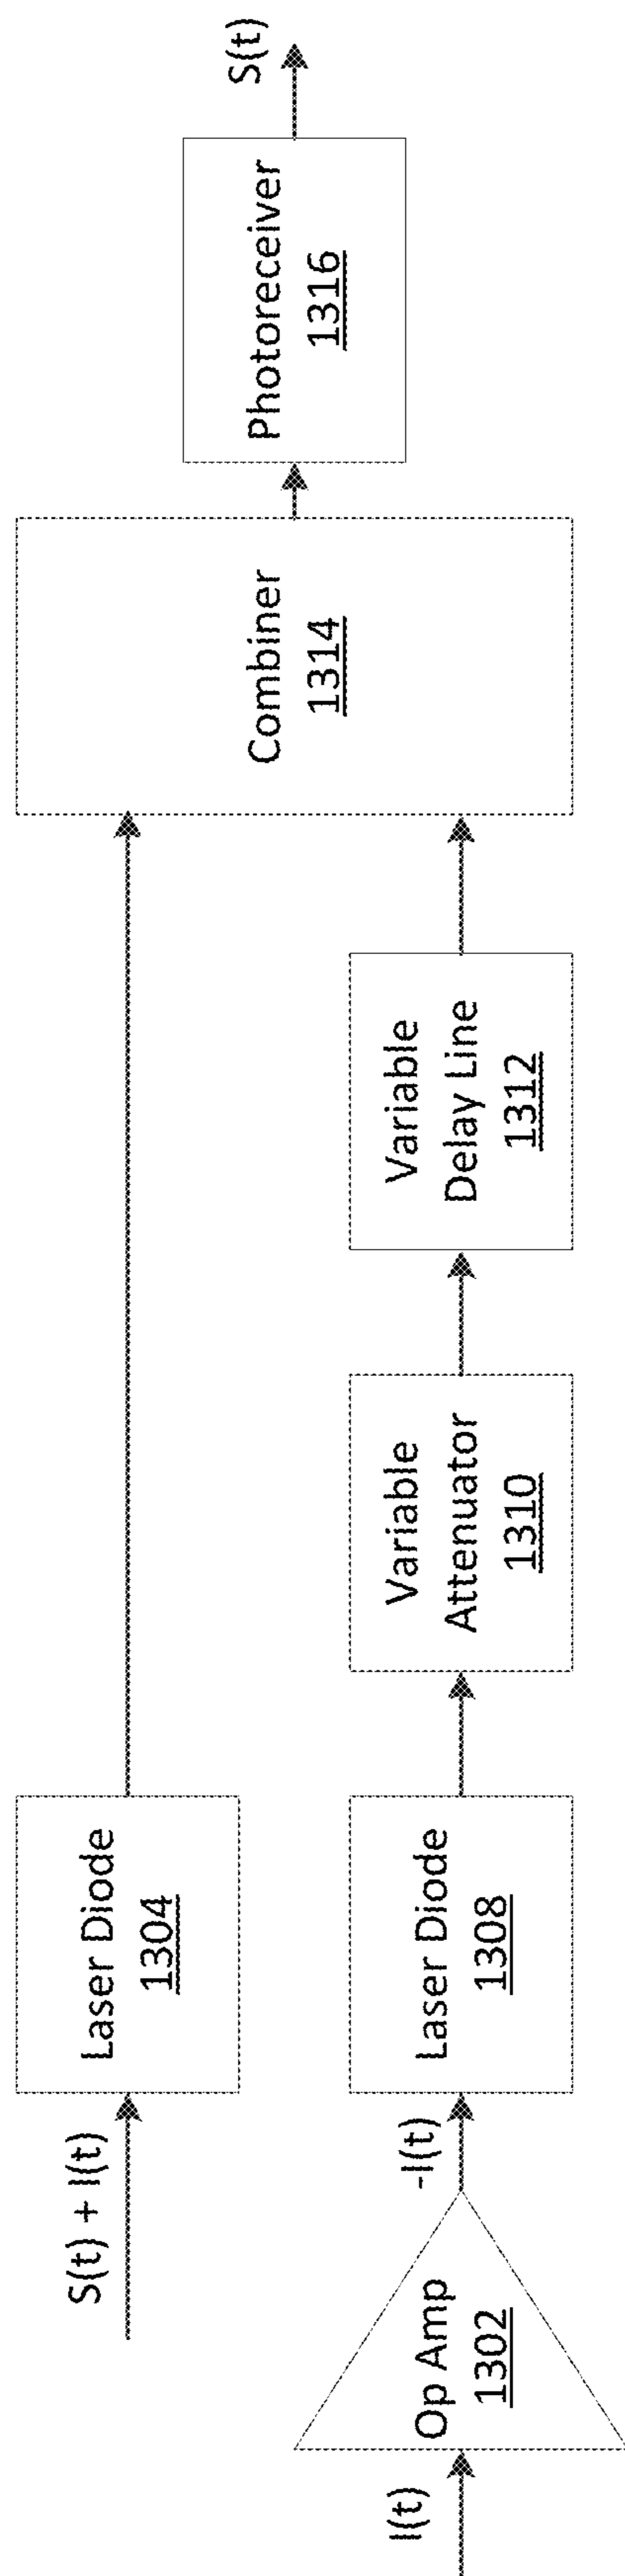 S(t) + I(t)
Laser Diode
1304
I(t)
Op Amp
1302
-I(t)
Laser Diode
1308
Variable
Attenuator
1310
Variable
Delay Line
1312
Combiner
1314
Photoreceiver
1316
S(t)